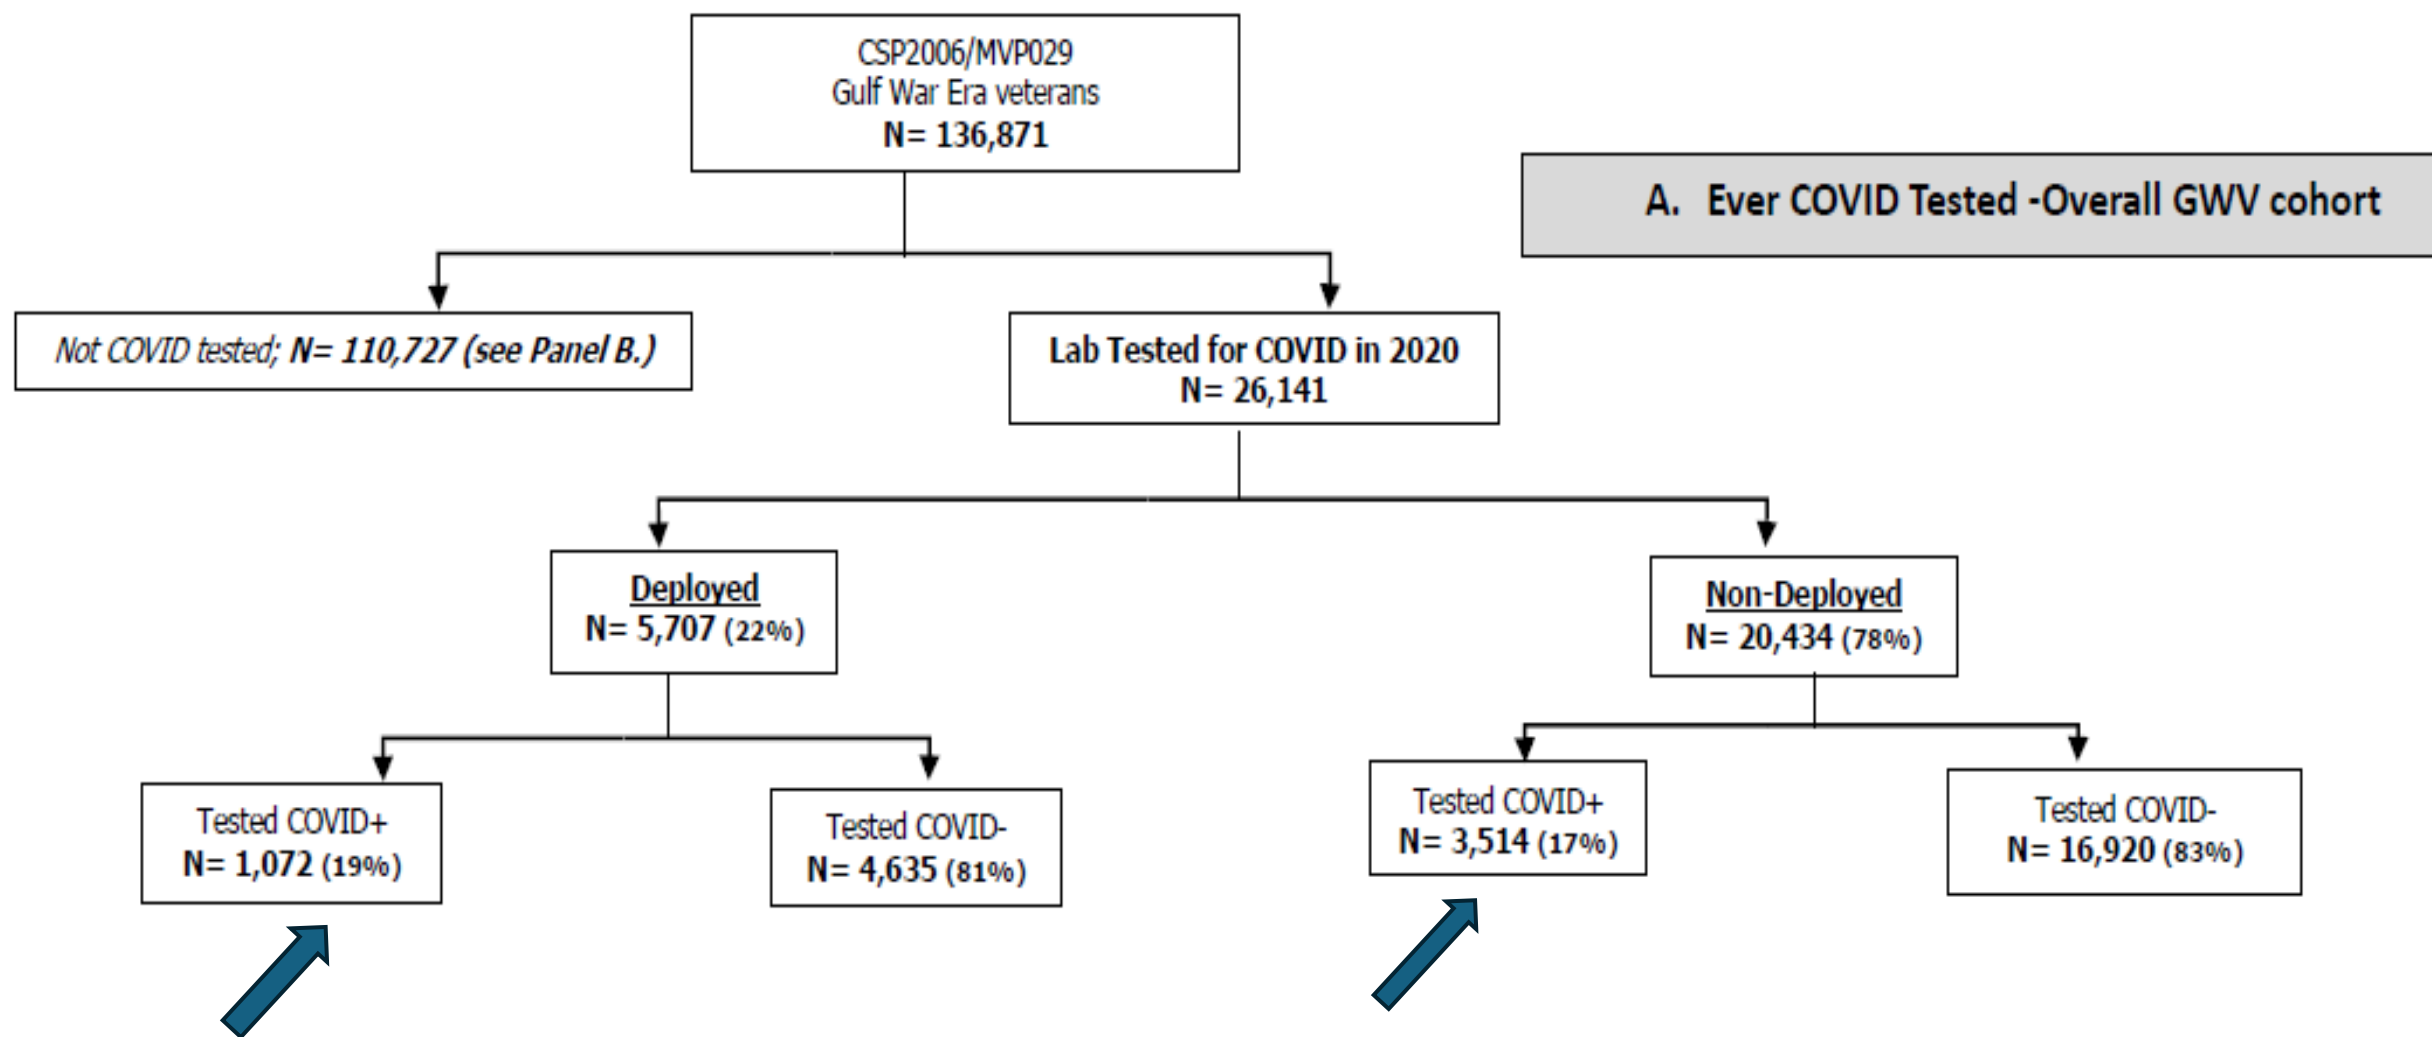 CSP2006/MVP029
Gulf War Era veterans
N= 136,871
A. Ever COVID Tested -Overall GWV cohort
Not COVID tested; N= 110,727 (see Panel B.)
Lab Tested for COVID in 2020
N= 26,141
Deployed
N= 5,707 (22%)
Non-Deployed
N= 20,434 (78%)
Tested COVID+
N= 1,072 (19%)
Tested COVID-
N= 4,635 (81%)
Tested COVID+
N= 3,514 (17%)
Tested COVID-
N= 16,920 (83%)